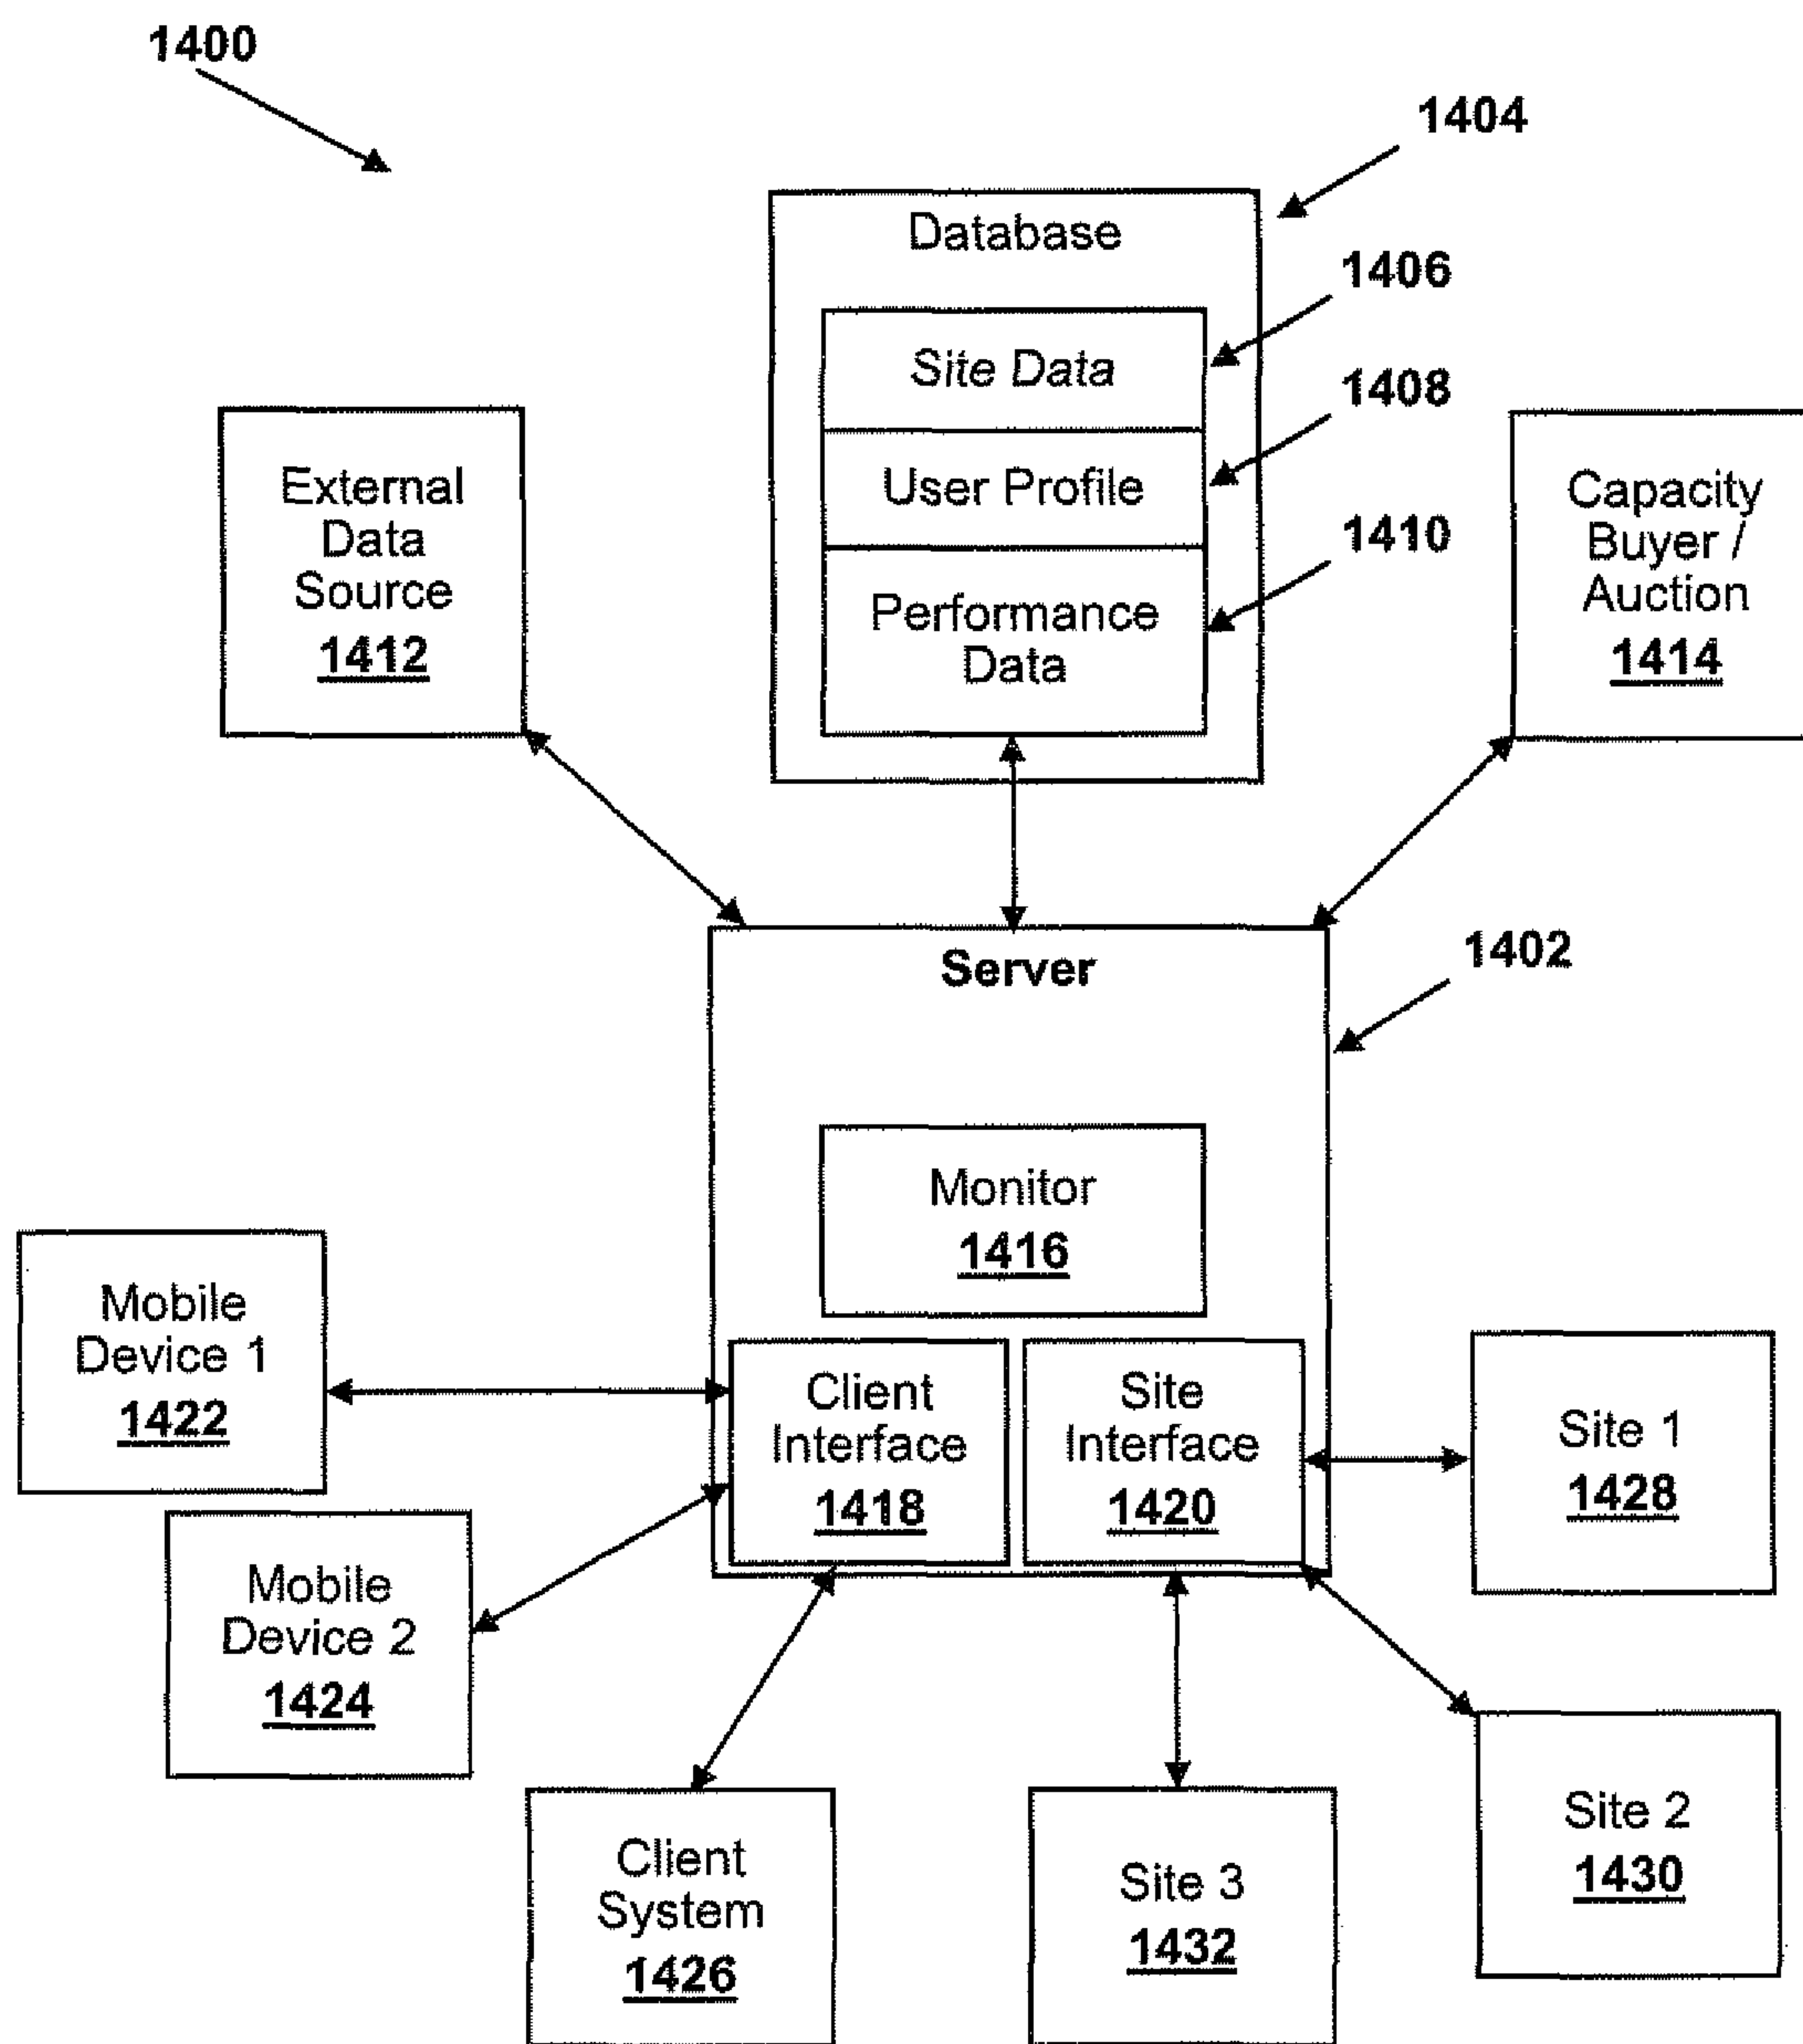 1400
1404
Database
1406
Site Data
1408
User Profile
1410
Performance
Data
External
Data
Source
1412
Capacity
Buyer /
Auction
1414
1402
Server
Monitor
1416
Mobile
Device 1
1422
Client
Interface
1418
Site
Interface
1420
Site 1
1428
Mobile
Device 2
1424
Client
System
1426
Site 3
1432
Site 2
1430